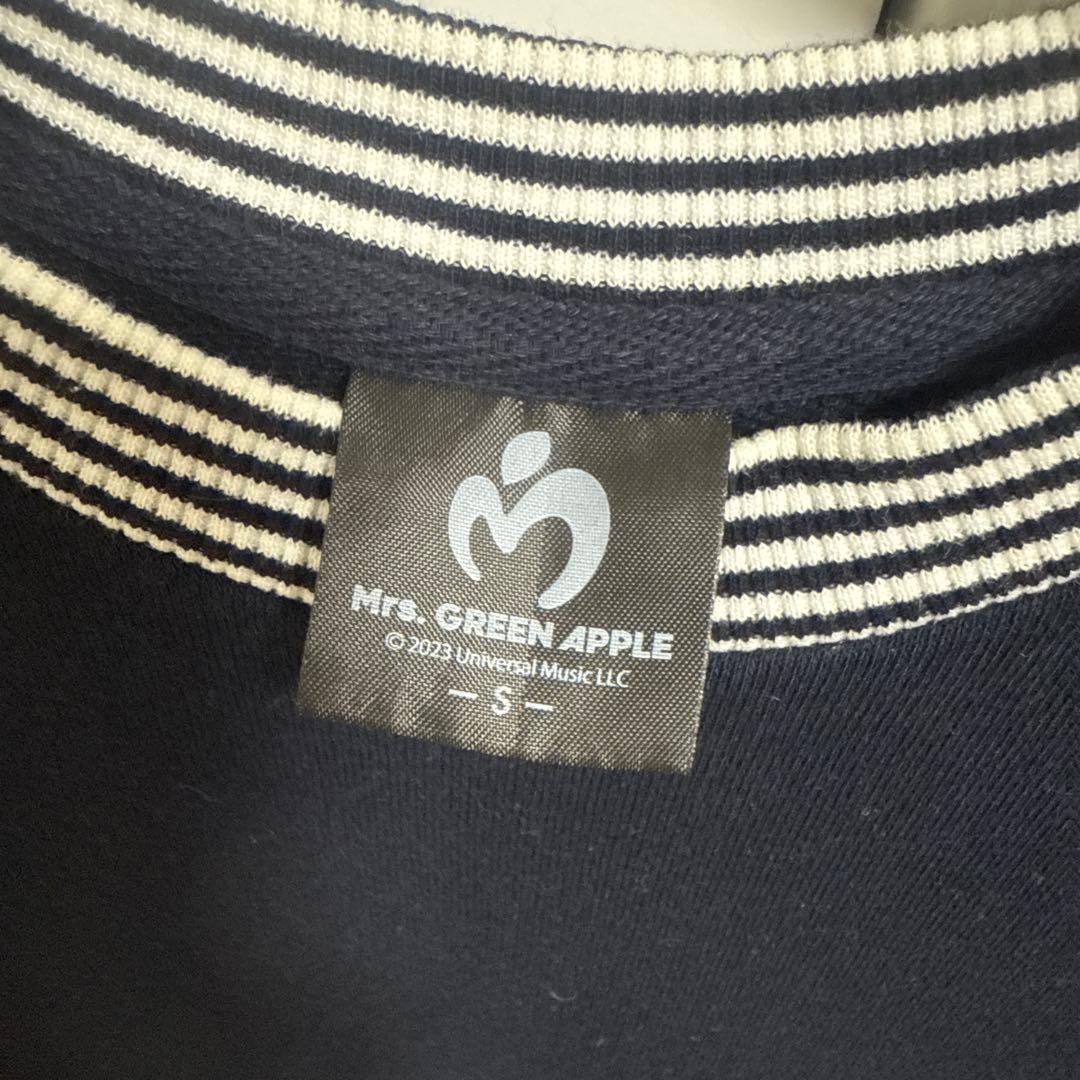 Mrs. GREEN APPLE
© 2023 Universal Music LLC
– S –